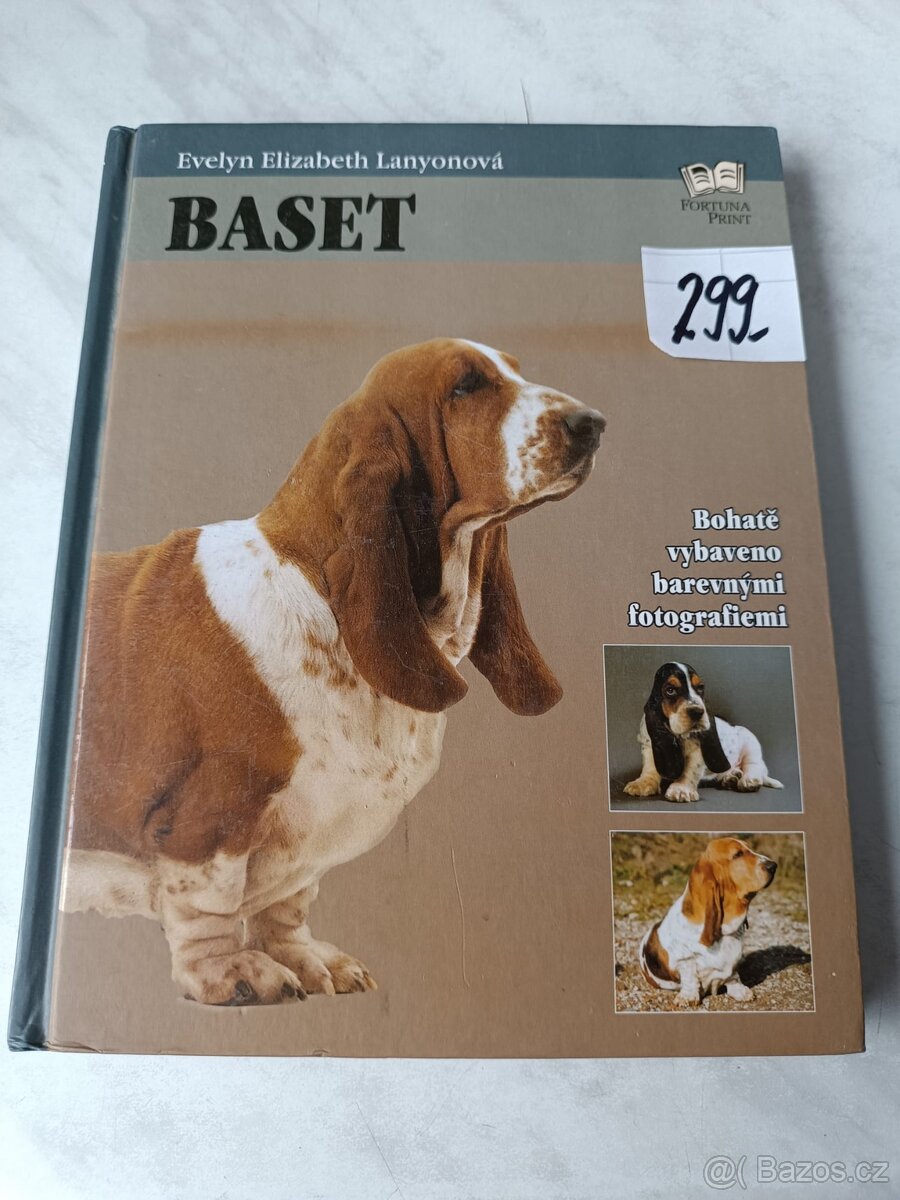 Evelyn Elizabeth Lanyonová
BASET
FORTUNA
PRINT
299.-
Bohatě
vybaveno
barevnými
fotografiemi
@( Bazos.cz